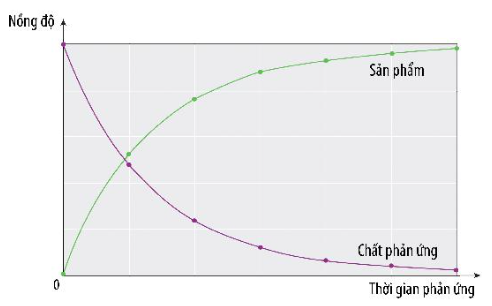 Nồng độ
Sản phẩm
Chất phản ứng
0
Thời gian phản ứng